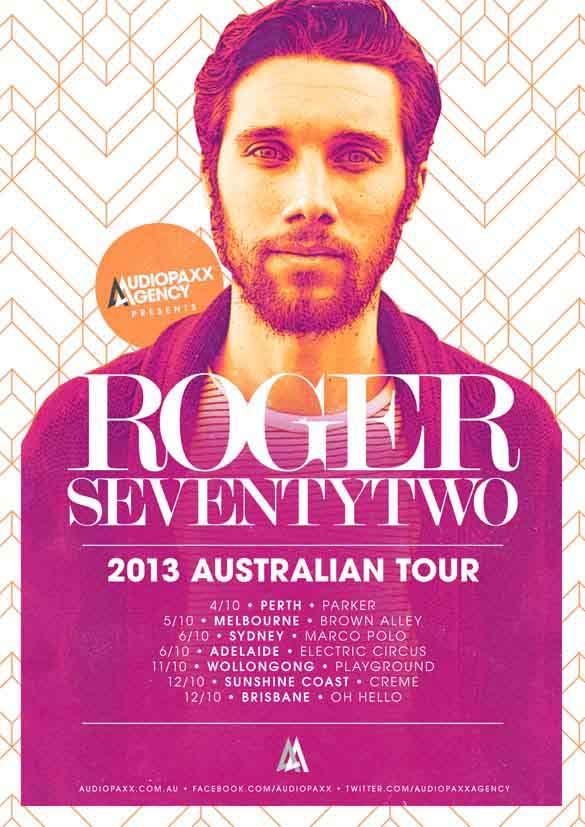 AUDIOPAXX
AGENCY
PRESENTS
ROGER
SEVENTYTWO
2013 AUSTRALIAN TOUR
4/10 • PERTH • PARKER
5/10 • MELBOURNE • BROWN ALLEY
6/10 • SYDNEY • MARCO POLO
6/10 • ADELAIDE • ELECTRIC CIRCUS
11/10 • WOLLONGONG • PLAYGROUND
12/10 • SUNSHINE COAST • CREME
12/10 • BRISBANE • OH HELLO
AUDIOPAXX.COM.AU • FACEBOOK.COM/AUDIOPAXX • TWITTER.COM/AUDIOPAXXAGENCY